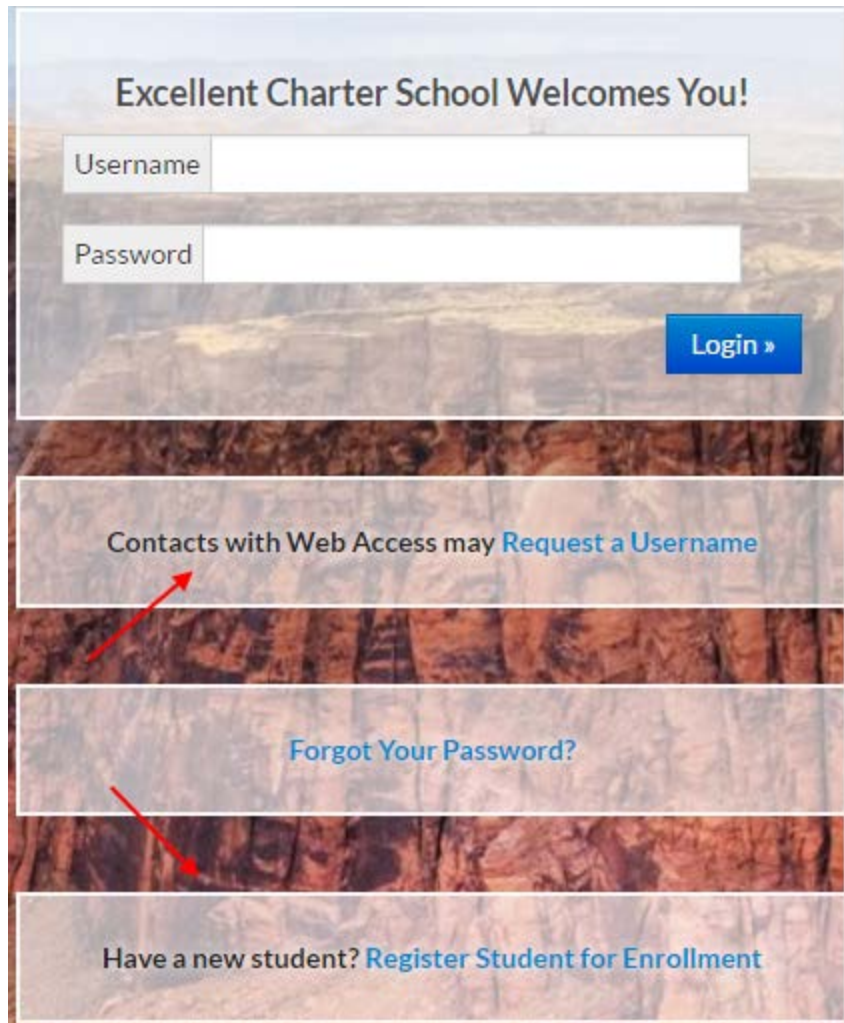 Excellent Charter School Welcomes You!
Username
Password
Login »
Contacts with Web Access may Request a Username
Forgot Your Password?
Have a new student? Register Student for Enrollment